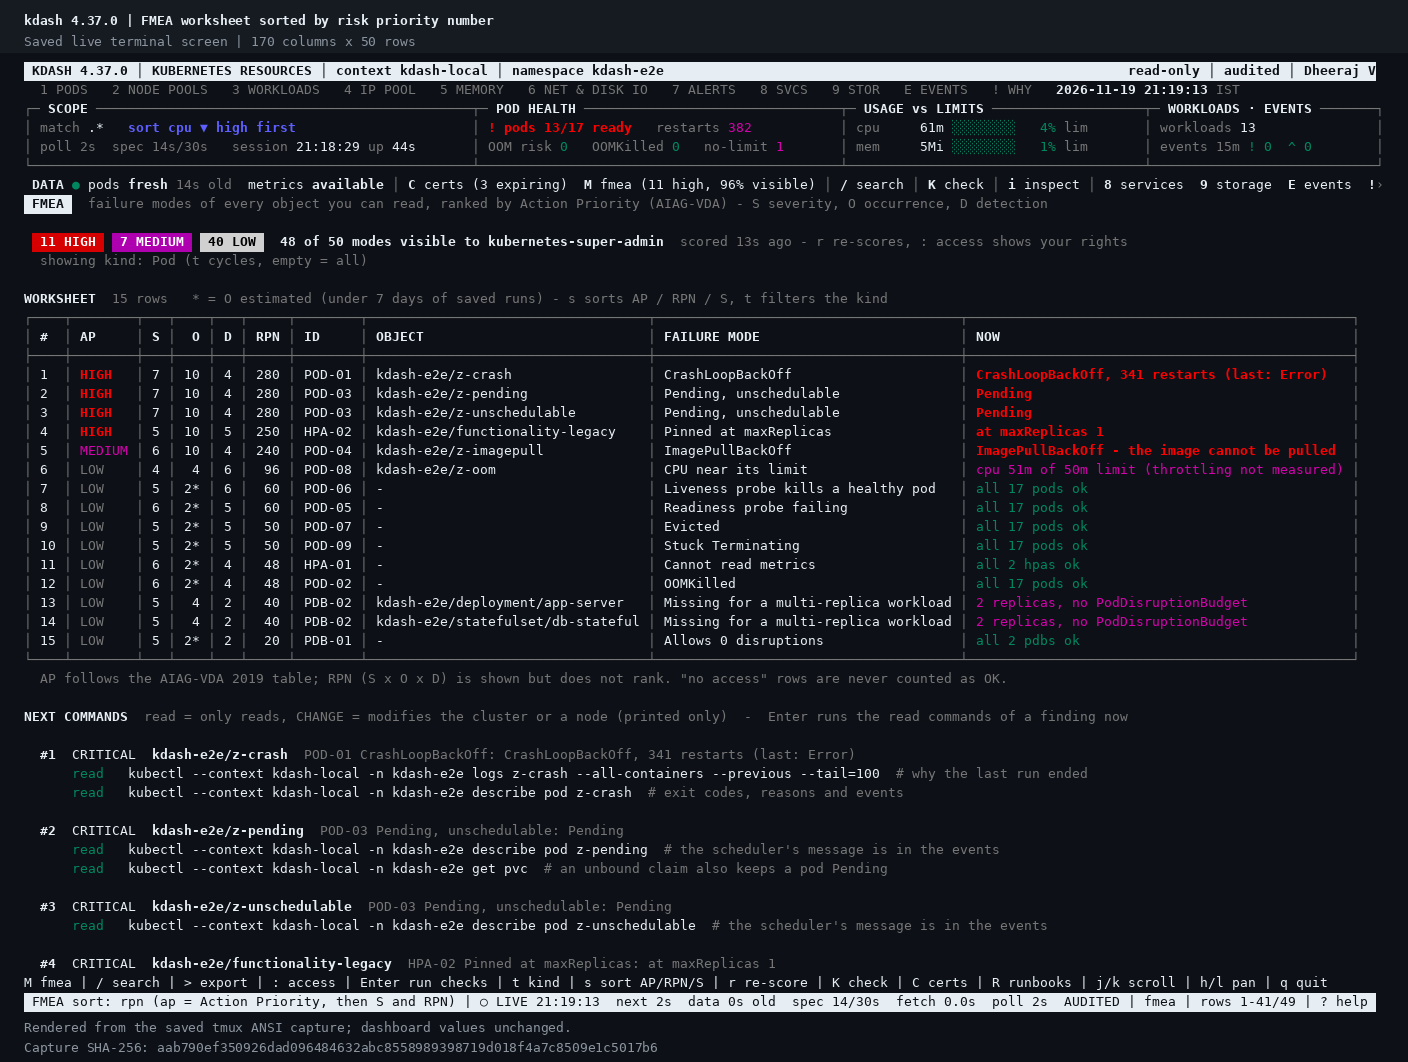 kdash 4.37.0 | FMEA worksheet sorted by risk priority number
Saved live terminal screen | 170 columns x 50 rows
KDASH 4.37.0 │ KUBERNETES RESOURCES │ context kdash-local │ namespace kdash-e2e read-only │ audited │ Dheeraj V
1 PODS 2 NODE POOLS 3 WORKLOADS 4 IP POOL 5 MEMORY 6 NET & DISK IO 7 ALERTS 8 SVCS 9 STOR E EVENTS ! WHY 2026-11-19 21:19:13 IST
SCOPE POD HEALTH USAGE vs LIMITS WORKLOADS · EVENTS
match .* sort cpu ▼ high first │ ! pods 13/17 ready restarts 382 │ cpu 61m ░░░░░░░░ 4% lim │ workloads 13
poll 2s spec 14s/30s session 21:18:29 up 44s │ OOM risk 0 OOMKilled 0 no-limit 1 │ mem 5Mi ░░░░░░░░ 1% lim │ events 15m ! 0 ^ 0
DATA ● pods fresh 14s old metrics available │ C certs (3 expiring) M fmea (11 high, 96% visible) │ / search │ K check │ i inspect │ 8 services 9 storage E events !›
FMEA failure modes of every object you can read, ranked by Action Priority (AIAG-VDA) - S severity, O occurrence, D detection
11 HIGH 7 MEDIUM 40 LOW 48 of 50 modes visible to kubernetes-super-admin scored 13s ago - r re-scores, : access shows your rights
showing kind: Pod (t cycles, empty = all)
WORKSHEET 15 rows * = O estimated (under 7 days of saved runs) - s sorts AP / RPN / S, t filters the kind
# │ AP │ S │ O │ D │ RPN │ ID │ OBJECT │ FAILURE MODE │ NOW
1 │ HIGH │ 7 │ 10 │ 4 │ 280 │ POD-01 │ kdash-e2e/z-crash │ CrashLoopBackOff │ CrashLoopBackOff, 341 restarts (last: Error)
2 │ HIGH │ 7 │ 10 │ 4 │ 280 │ POD-03 │ kdash-e2e/z-pending │ Pending, unschedulable │ Pending
3 │ HIGH │ 7 │ 10 │ 4 │ 280 │ POD-03 │ kdash-e2e/z-unschedulable │ Pending, unschedulable │ Pending
4 │ HIGH │ 5 │ 10 │ 5 │ 250 │ HPA-02 │ kdash-e2e/functionality-legacy │ Pinned at maxReplicas │ at maxReplicas 1
5 │ MEDIUM │ 6 │ 10 │ 4 │ 240 │ POD-04 │ kdash-e2e/z-imagepull │ ImagePullBackOff │ ImagePullBackOff - the image cannot be pulled
6 │ LOW │ 4 │ 4 │ 6 │ 96 │ POD-08 │ kdash-e2e/z-oom │ CPU near its limit │ cpu 51m of 50m limit (throttling not measured)
7 │ LOW │ 5 │ 2* │ 6 │ 60 │ POD-06 │ - │ Liveness probe kills a healthy pod │ all 17 pods ok
8 │ LOW │ 6 │ 2* │ 5 │ 60 │ POD-05 │ - │ Readiness probe failing │ all 17 pods ok
9 │ LOW │ 5 │ 2* │ 5 │ 50 │ POD-07 │ - │ Evicted │ all 17 pods ok
10 │ LOW │ 5 │ 2* │ 5 │ 50 │ POD-09 │ - │ Stuck Terminating │ all 17 pods ok
11 │ LOW │ 6 │ 2* │ 4 │ 48 │ HPA-01 │ - │ Cannot read metrics │ all 2 hpas ok
12 │ LOW │ 6 │ 2* │ 4 │ 48 │ POD-02 │ - │ OOMKilled │ all 17 pods ok
13 │ LOW │ 5 │ 4 │ 2 │ 40 │ PDB-02 │ kdash-e2e/deployment/app-server │ Missing for a multi-replica workload │ 2 replicas, no PodDisruptionBudget
14 │ LOW │ 5 │ 4 │ 2 │ 40 │ PDB-02 │ kdash-e2e/statefulset/db-stateful │ Missing for a multi-replica workload │ 2 replicas, no PodDisruptionBudget
15 │ LOW │ 5 │ 2* │ 2 │ 20 │ PDB-01 │ - │ Allows 0 disruptions │ all 2 pdbs ok
AP follows the AIAG-VDA 2019 table; RPN (S x O x D) is shown but does not rank. "no access" rows are never counted as OK.
NEXT COMMANDS read = only reads, CHANGE = modifies the cluster or a node (printed only) - Enter runs the read commands of a finding now
#1 CRITICAL kdash-e2e/z-crash POD-01 CrashLoopBackOff: CrashLoopBackOff, 341 restarts (last: Error)
read kubectl --context kdash-local -n kdash-e2e logs z-crash --all-containers --previous --tail=100 # why the last run ended
read kubectl --context kdash-local -n kdash-e2e describe pod z-crash # exit codes, reasons and events
#2 CRITICAL kdash-e2e/z-pending POD-03 Pending, unschedulable: Pending
read kubectl --context kdash-local -n kdash-e2e describe pod z-pending # the scheduler's message is in the events
read kubectl --context kdash-local -n kdash-e2e get pvc # an unbound claim also keeps a pod Pending
#3 CRITICAL kdash-e2e/z-unschedulable POD-03 Pending, unschedulable: Pending
read kubectl --context kdash-local -n kdash-e2e describe pod z-unschedulable # the scheduler's message is in the events
#4 CRITICAL kdash-e2e/functionality-legacy HPA-02 Pinned at maxReplicas: at maxReplicas 1
M fmea | / search | > export | : access | Enter run checks | t kind | s sort AP/RPN/S | r re-score | K check | C certs | R runbooks | j/k scroll | h/l pan | q quit
FMEA sort: rpn (ap = Action Priority, then S and RPN) | ○ LIVE 21:19:13 next 2s data 0s old spec 14/30s fetch 0.0s poll 2s AUDITED | fmea | rows 1-41/49 | ? help
Rendered from the saved tmux ANSI capture; dashboard values unchanged.
Capture SHA-256: aab790ef350926dad096484632abc8558989398719d018f4a7c8509e1c5017b6